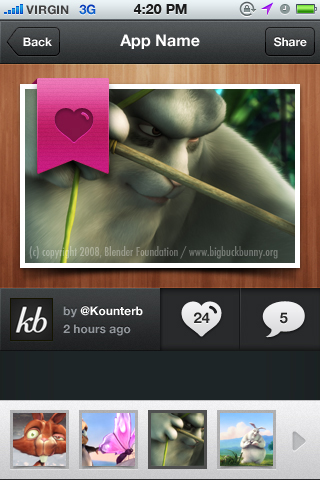 VIRGIN 3G 4:20 PM
Back App Name Share
(c) copyright 2008, Blender Foundation / www.bigbuckbunny.org
kb by @Kounterb 24 5
2 hours ago